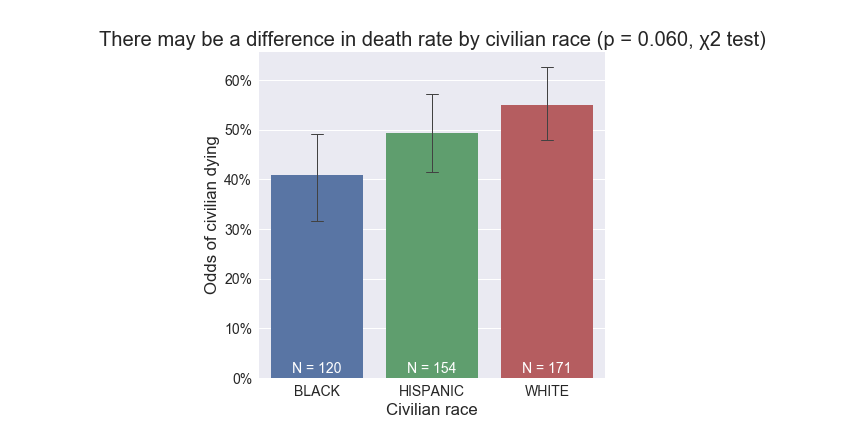 There may be a difference in death rate by civilian race (p = 0.060, χ2 test)
Odds of civilian dying
60%
50%
40%
30%
20%
10%
0%
N = 120
N = 154
N = 171
BLACK
HISPANIC
WHITE
Civilian race